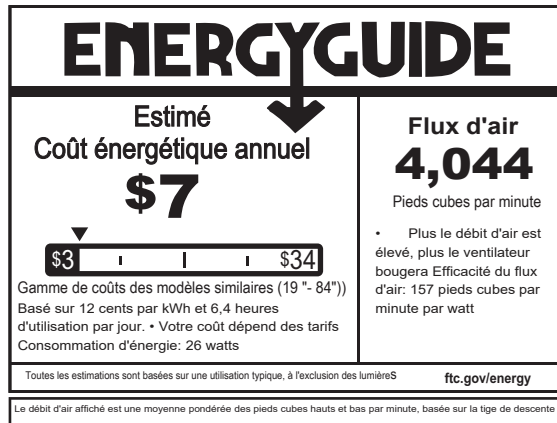 ENERGYGUIDE
Estimé
Coût énergétique annuel
$7
$3 $34
Gamme de coûts des modèles similaires (19 "- 84"))
Basé sur 12 cents par kWh et 6,4 heures
d'utilisation par jour. • Votre coût dépend des tarifs
Consommation d'énergie: 26 watts
Flux d'air
4,044
Pieds cubes par minute
• Plus le débit d'air est
élevé, plus le ventilateur
bougera Efficacité du flux
d'air: 157 pieds cubes par
minute par watt
Toutes les estimations sont basées sur une utilisation typique, à l'exclusion des lumièreS
ftc.gov/energy
Le débit d'air affiché est une moyenne pondérée des pieds cubes hauts et bas par minute, basée sur la tige de descente